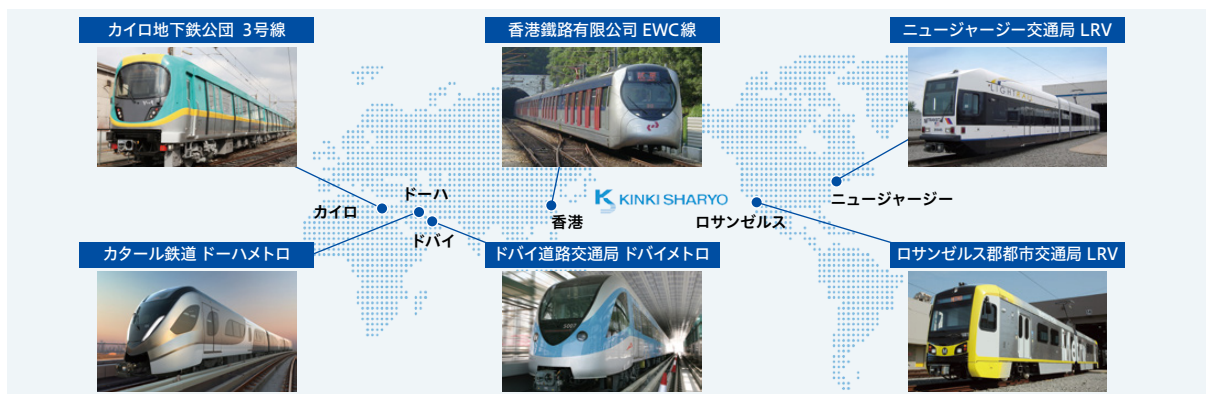 カイロ地下鉄公団 3号線
香港鐵路有限公司 EWC線
ニュージャージー交通局 LRV
LIGHT RAIL
カイロ
ドーハ
ドバイ
香港
KINKI SHARYO
ロサンゼルス
ニュージャージー
カタール鉄道 ドーハメトロ
ドバイ道路交通局 ドバイメトロ
ロサンゼルス郡都市交通局 LRV
Metro